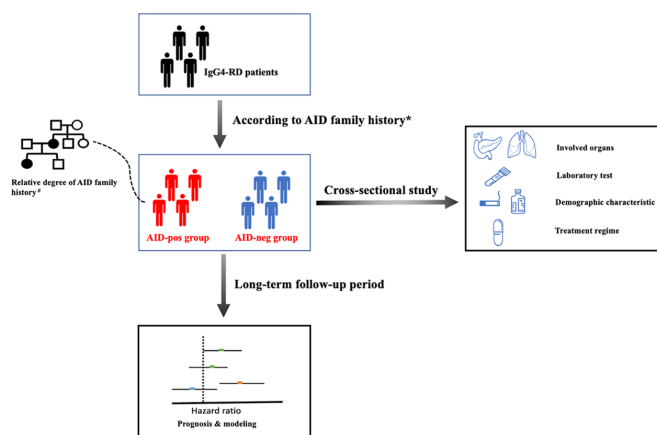 IgG4-RD patients
According to AID family history*
Relative degree of AID family
history#
AID-pos group
AID-neg group
Cross-sectional study
Involved organs
Laboratory test
Demographic characteristic
Treatment regime
Long-term follow-up period
Hazard ratio
Prognosis & modeling